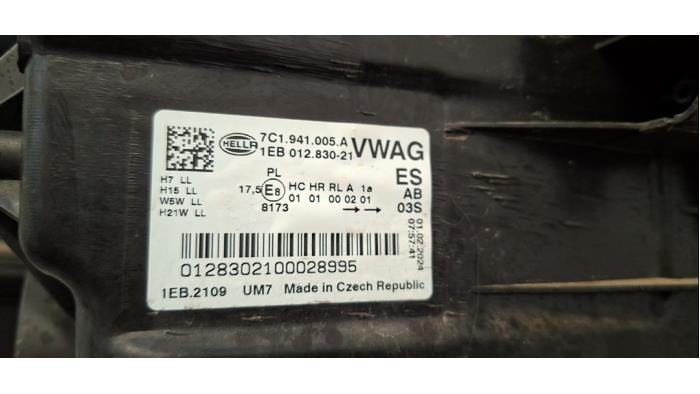 HELLA 7C1.941.005.A
1EB 012.830-21 VWAG
ES
AB
03S
H7 LL
H15 LL
W5W LL
H21W LL
PL
17,5 E8 HC HR RL A 1a
01 01 00 02 01
8173 → →
01.02.2024
07:57:41
0128302100028995
1EB.2109 UM7 Made in Czech Republic